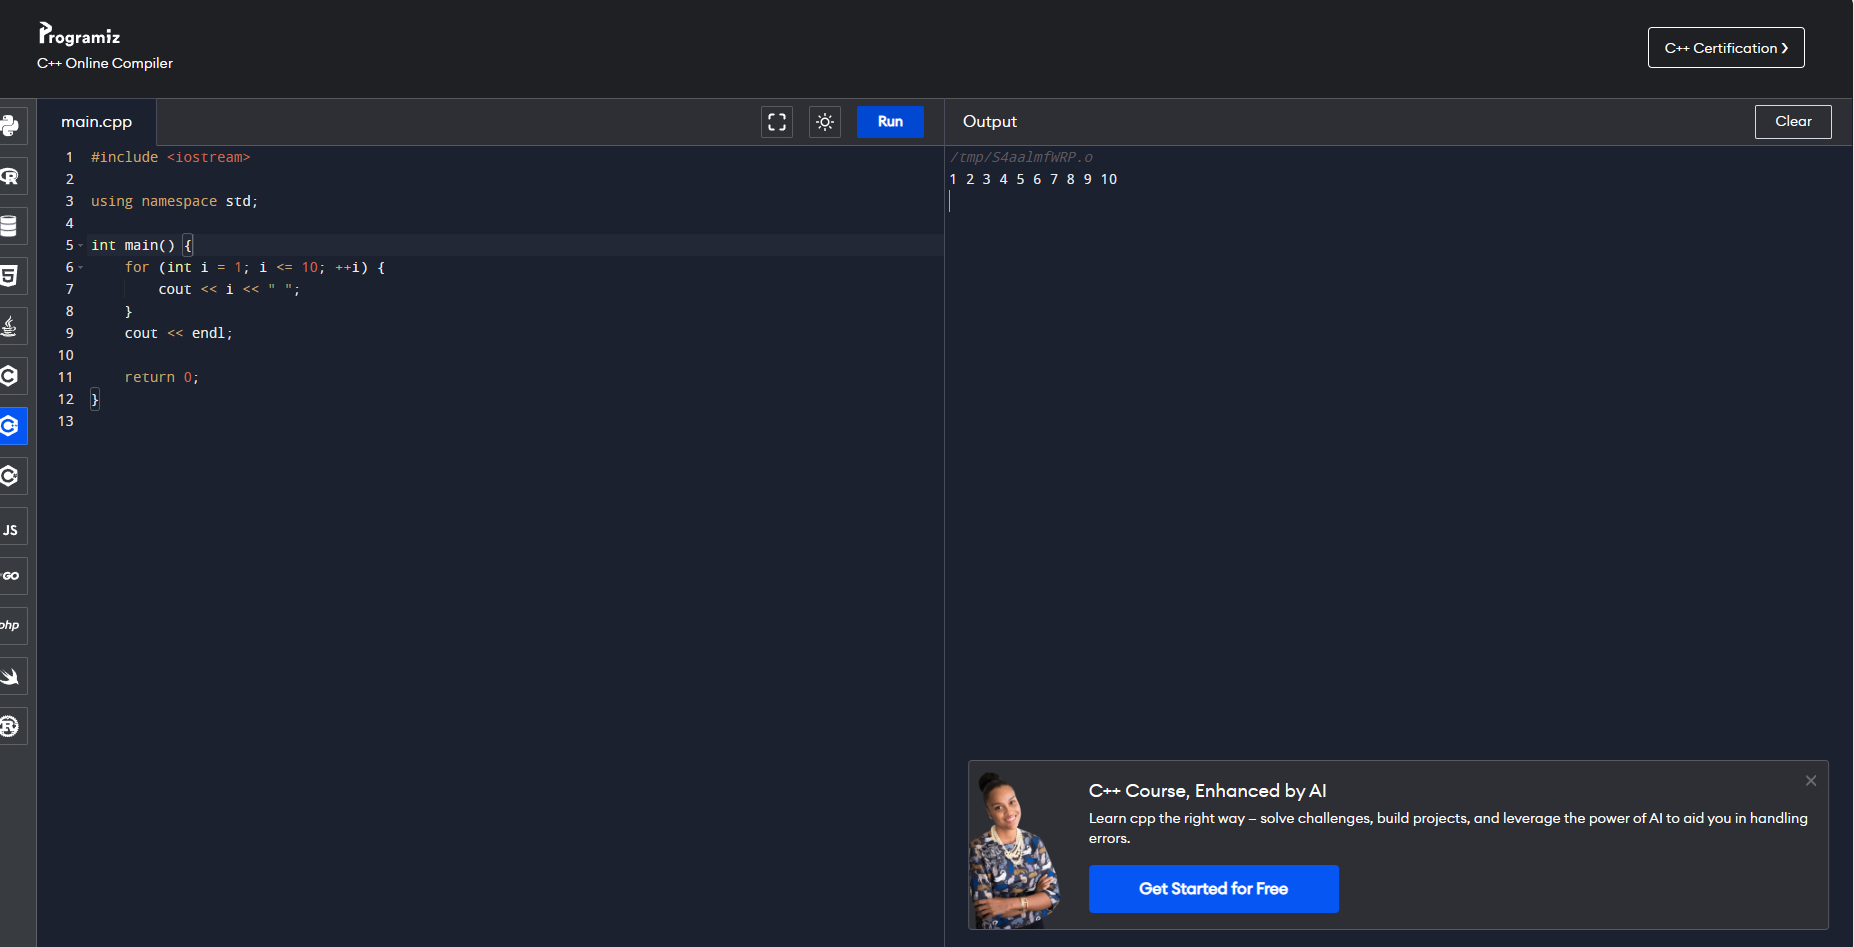 Programiz
C++ Online Compiler
C++ Certification ❯
main.cpp
Run
Output
Clear
1 #include <iostream>
2
3 using namespace std;
4
5 int main() {
6     for (int i = 1; i <= 10; ++i) {
7         cout << i << " ";
8     }
9     cout << endl;
10
11     return 0;
12 }
13
/tmp/S4aalmfWRP.o
1 2 3 4 5 6 7 8 9 10
R
5
C
C
C
JS
GO
php
R
C++ Course, Enhanced by AI
Learn cpp the right way – solve challenges, build projects, and leverage the power of AI to aid you in handling
errors.
Get Started for Free